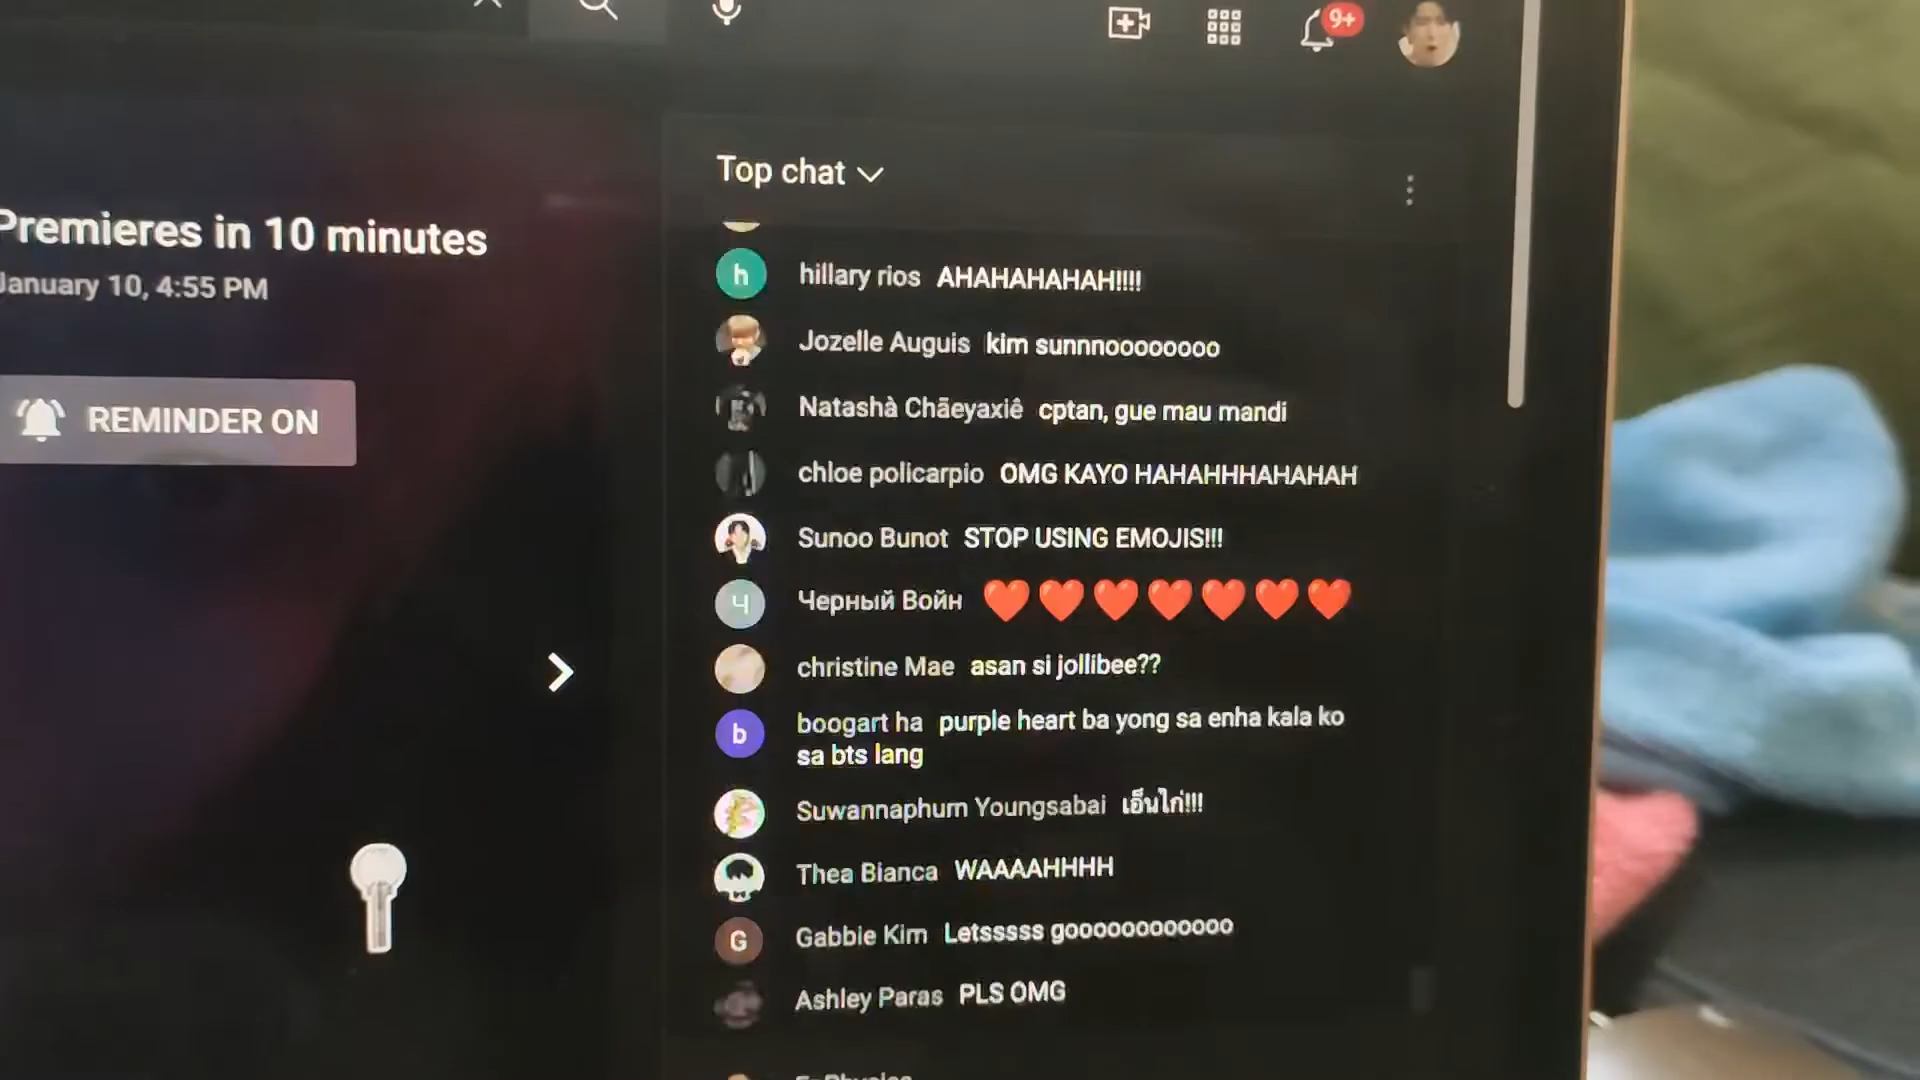 9+
Top chat
Premieres in 10 minutes
January 10, 4:55 PM
REMINDER ON
h hillary rios AHAHAHAHAH!!!!
Jozelle Auguis kim sunnnoooooooo
Natashà Chãeyaxiê cptan, gue mau mandi
chloe policarpio OMG KAYO HAHAHHHAHAHAH
Sunoo Bunot STOP USING EMOJIS!!!
Ч Черный Войн ❤️❤️❤️❤️❤️❤️❤️
christine Mae asan si jollibee??
b boogart ha purple heart ba yong sa enha kala ko
sa bts lang
Suwannaphum Youngsabai เอ็นไก่!!!
Thea Bianca WAAAAHHHH
G Gabbie Kim Letsssss goooooooooooo
Ashley Paras PLS OMG